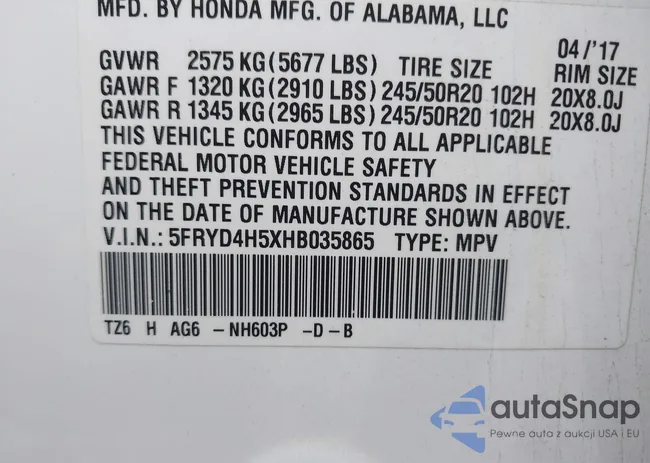 MFD. BY HONDA MFG. OF ALABAMA, LLC
04/'17
GVWR 2575 KG(5677 LBS) TIRE SIZE RIM SIZE
GAWR F 1320 KG(2910 LBS) 245/50R20 102H 20X8.0J
GAWR R 1345 KG(2965 LBS) 245/50R20 102H 20X8.0J
THIS VEHICLE CONFORMS TO ALL APPLICABLE
FEDERAL MOTOR VEHICLE SAFETY
AND THEFT PREVENTION STANDARDS IN EFFECT
ON THE DATE OF MANUFACTURE SHOWN ABOVE.
V.I.N.: 5FRYD4H5XHB035865 TYPE: MPV
TZ6 H AG6 -NH603P -D-B
autaSnap
Pewne auta z aukcji USA i EU